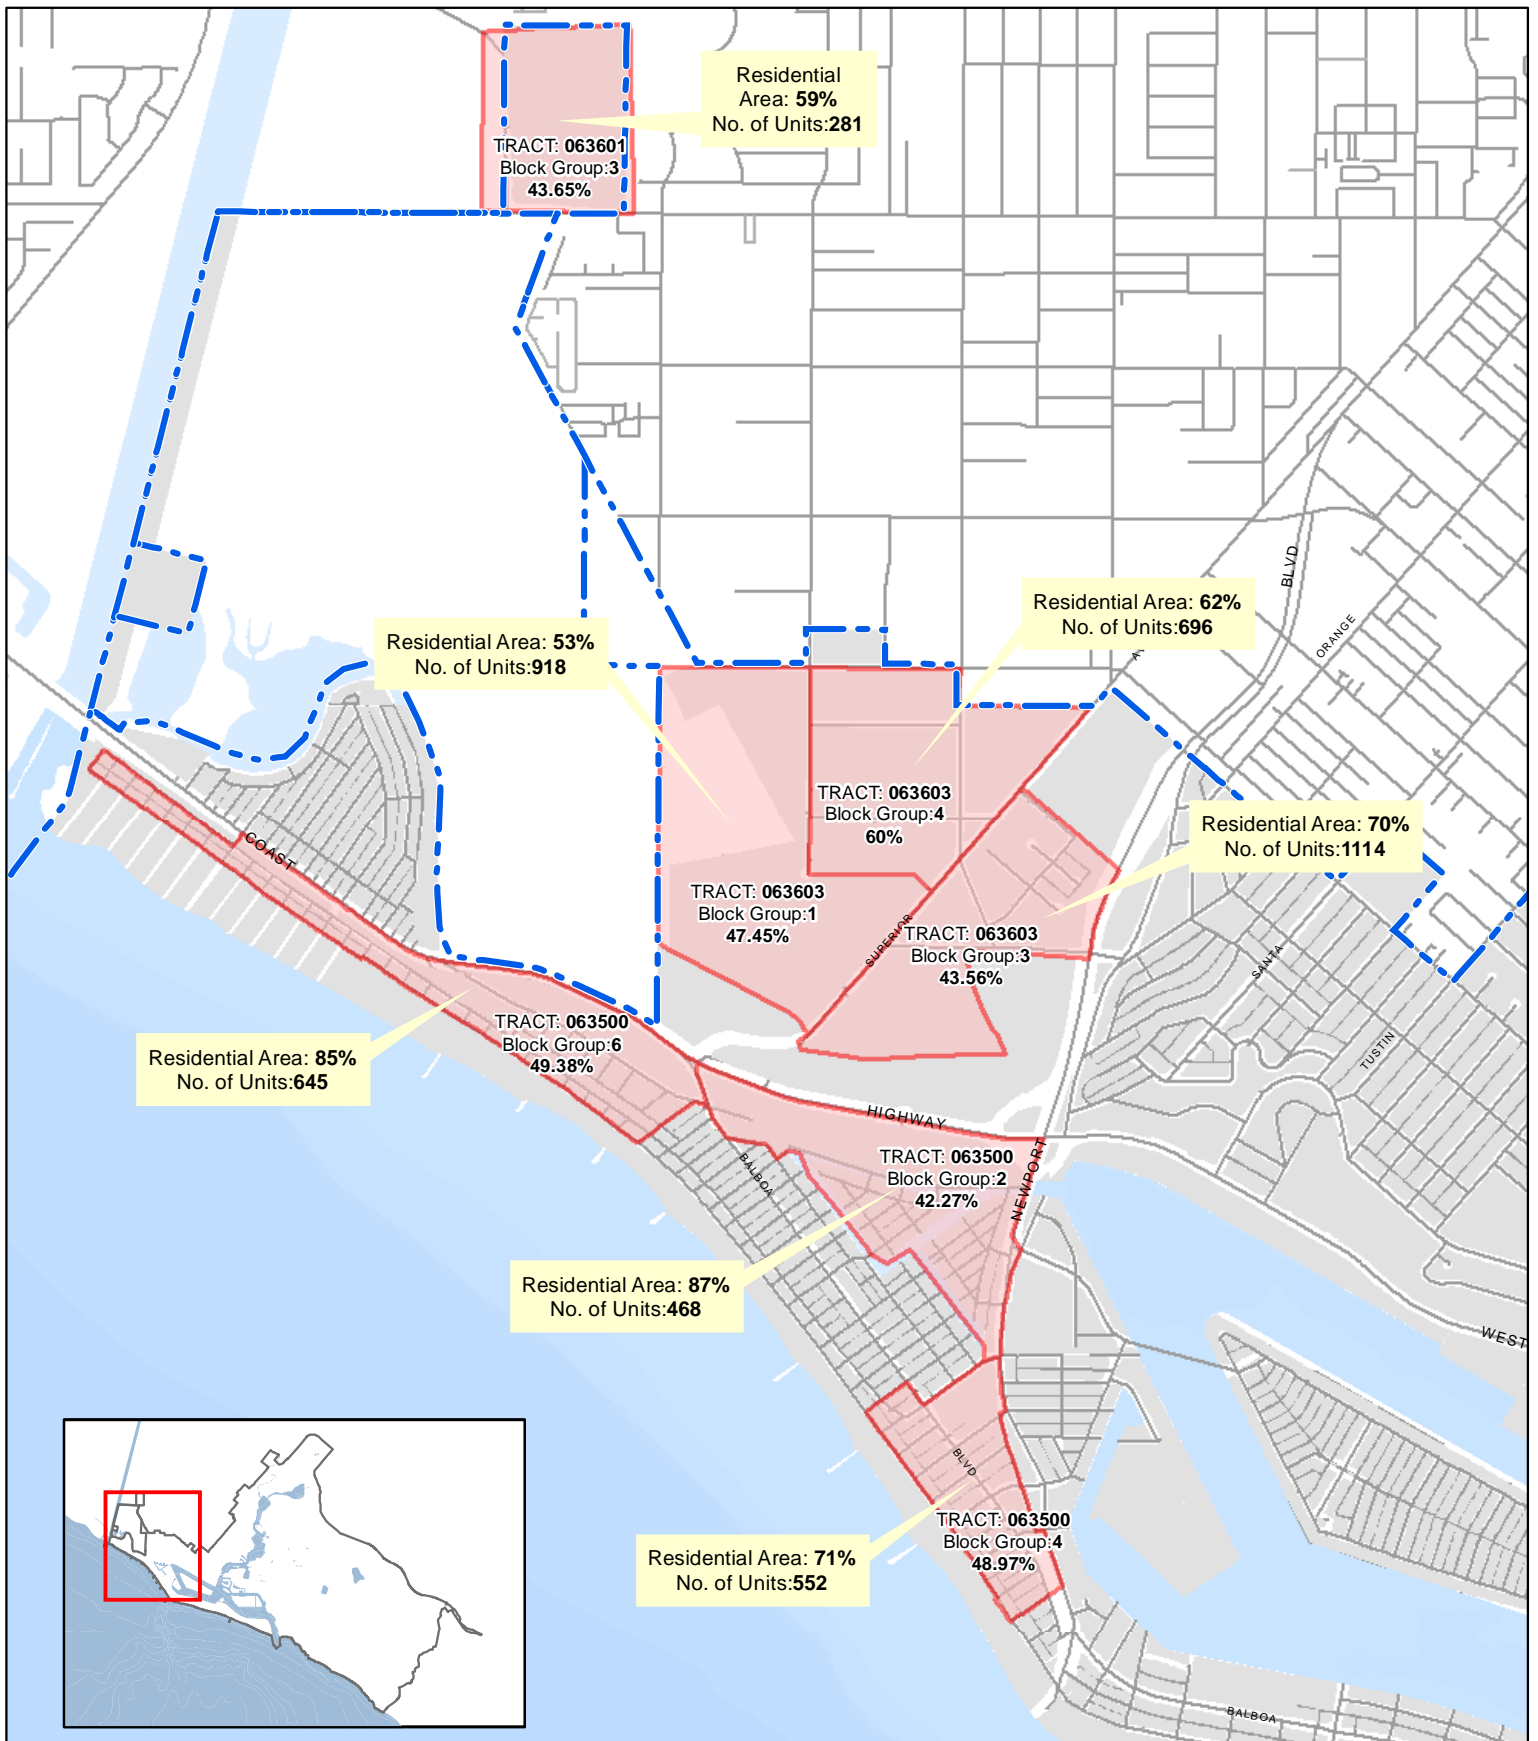 Residential
Area: 59%
No. of Units:281
TRACT: 063601
Block Group:3
43.65%
BLVD
ORANGE
Residential Area: 62%
No. of Units:696
Residential Area: 53%
No. of Units:918
TRACT: 063603
Block Group:4
60%
Residential Area: 70%
No. of Units:1114
COAST
TRACT: 063603
Block Group:1
47.45%
SUPERIOR
TRACT: 063603
Block Group:3
43.56%
SANTA
TUSTIN
TRACT: 063500
Block Group:6
49.38%
Residential Area: 85%
No. of Units:645
HIGHWAY
NEWPORT
BALBOA
TRACT: 063500
Block Group:2
42.27%
Residential Area: 87%
No. of Units:468
WEST
BLVD
TRACT: 063500
Block Group:4
48.97%
Residential Area: 71%
No. of Units:552
BALBOA